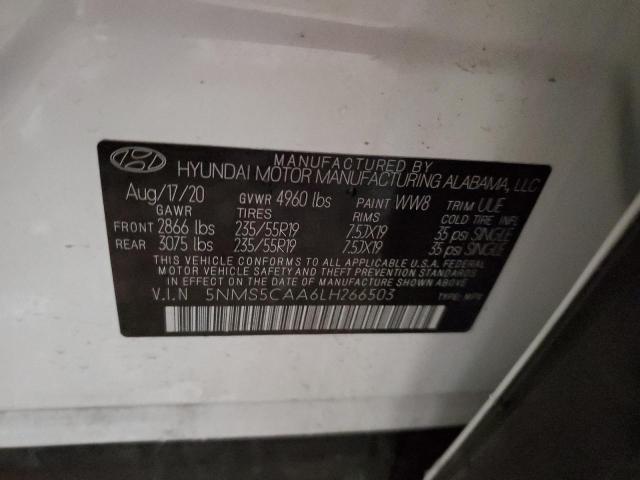 MANUFACTURED BY
HYUNDAI MOTOR MANUFACTURING ALABAMA, LLC
Aug/17/20 GVWR 4960 lbs PAINT WW8 TRIM UUE
GAWR TIRES RIMS COLD TIRE INFL
FRONT 2866 lbs 235/55R19 7.5JX19 35 psi SINGLE
REAR 3075 lbs 235/55R19 7.5JX19 35 psi SINGLE
THIS VEHICLE CONFORMS TO ALL APPLICABLE U.S.A. FEDERAL
MOTOR VEHICLE SAFETY AND THEFT PREVENTION STANDARDS
IN EFFECT ON THE DATE OF MANUFACTURE SHOWN ABOVE.
V.I.N 5NMS5CAA6LH266503 TYPE: MPV